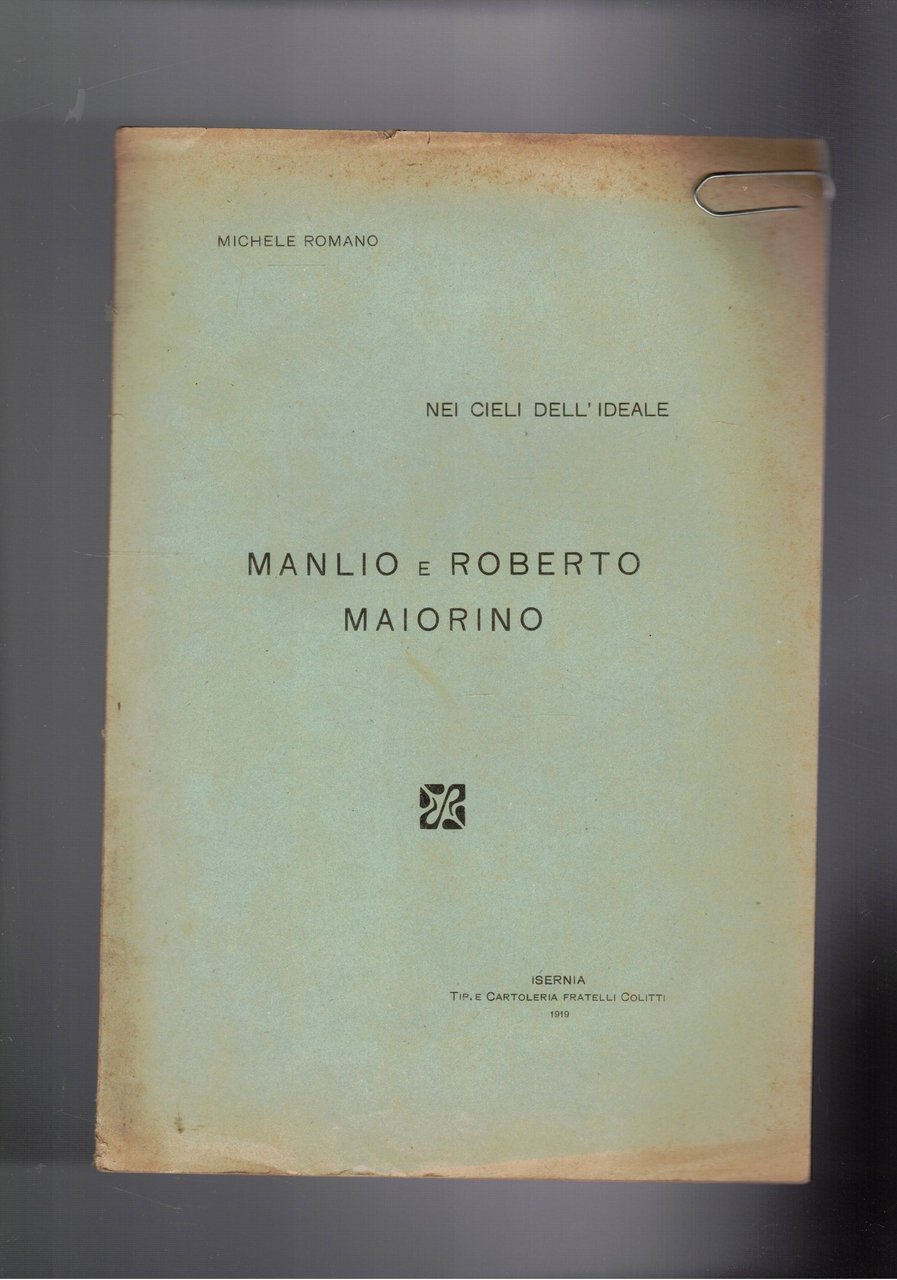 MICHELE ROMANO
NEI CIELI DELL'IDEALE
MANLIO E ROBERTO
MAIORINO
ISERNIA
TIP. E CARTOLERIA FRATELLI COLITTI
1919